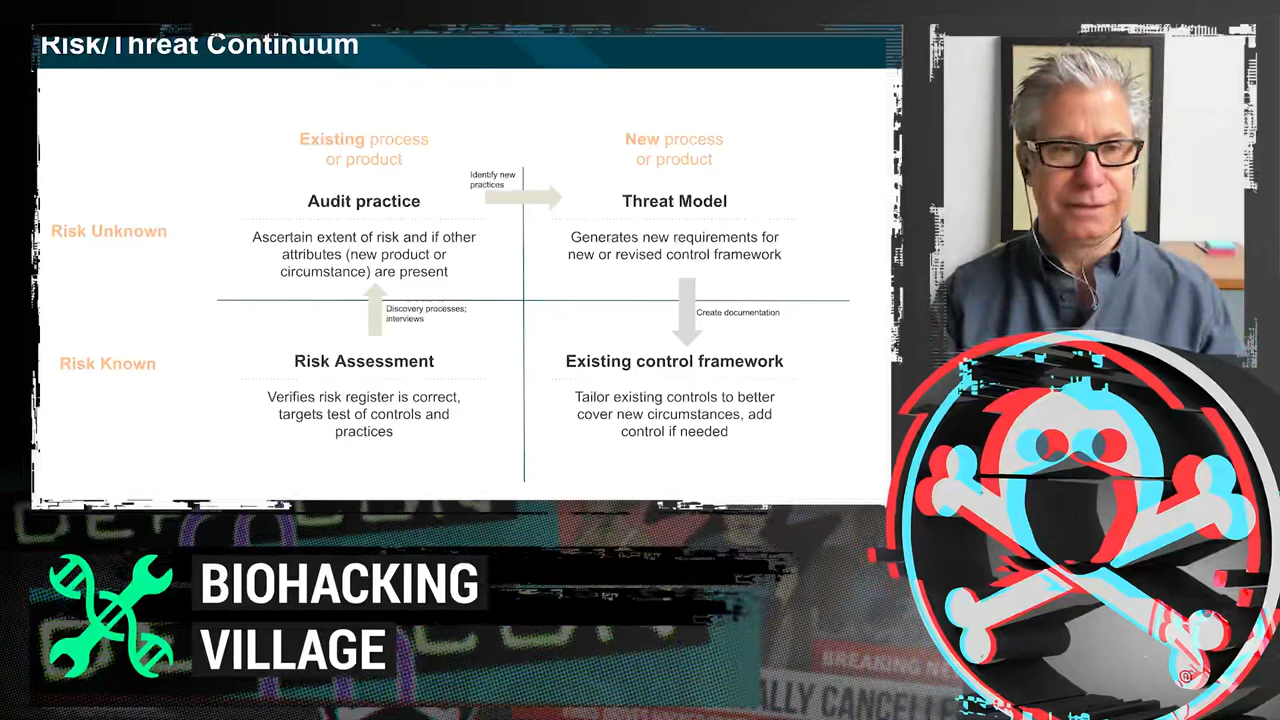 Risk/Threat Continuum
Existing process
or product
New process
or product
Identify new
practices
Audit practice
Threat Model
Risk Unknown
Ascertain extent of risk and if other
attributes (new product or
circumstance) are present
Generates new requirements for
new or revised control framework
Discovery processes;
interviews
Create documentation
Risk Known
Risk Assessment
Existing control framework
Verifies risk register is correct,
targets test of controls and
practices
Tailor existing controls to better
cover new circumstances, add
control if needed
BIOHACKING
VILLAGE
BREAKING
CANCELLE
®